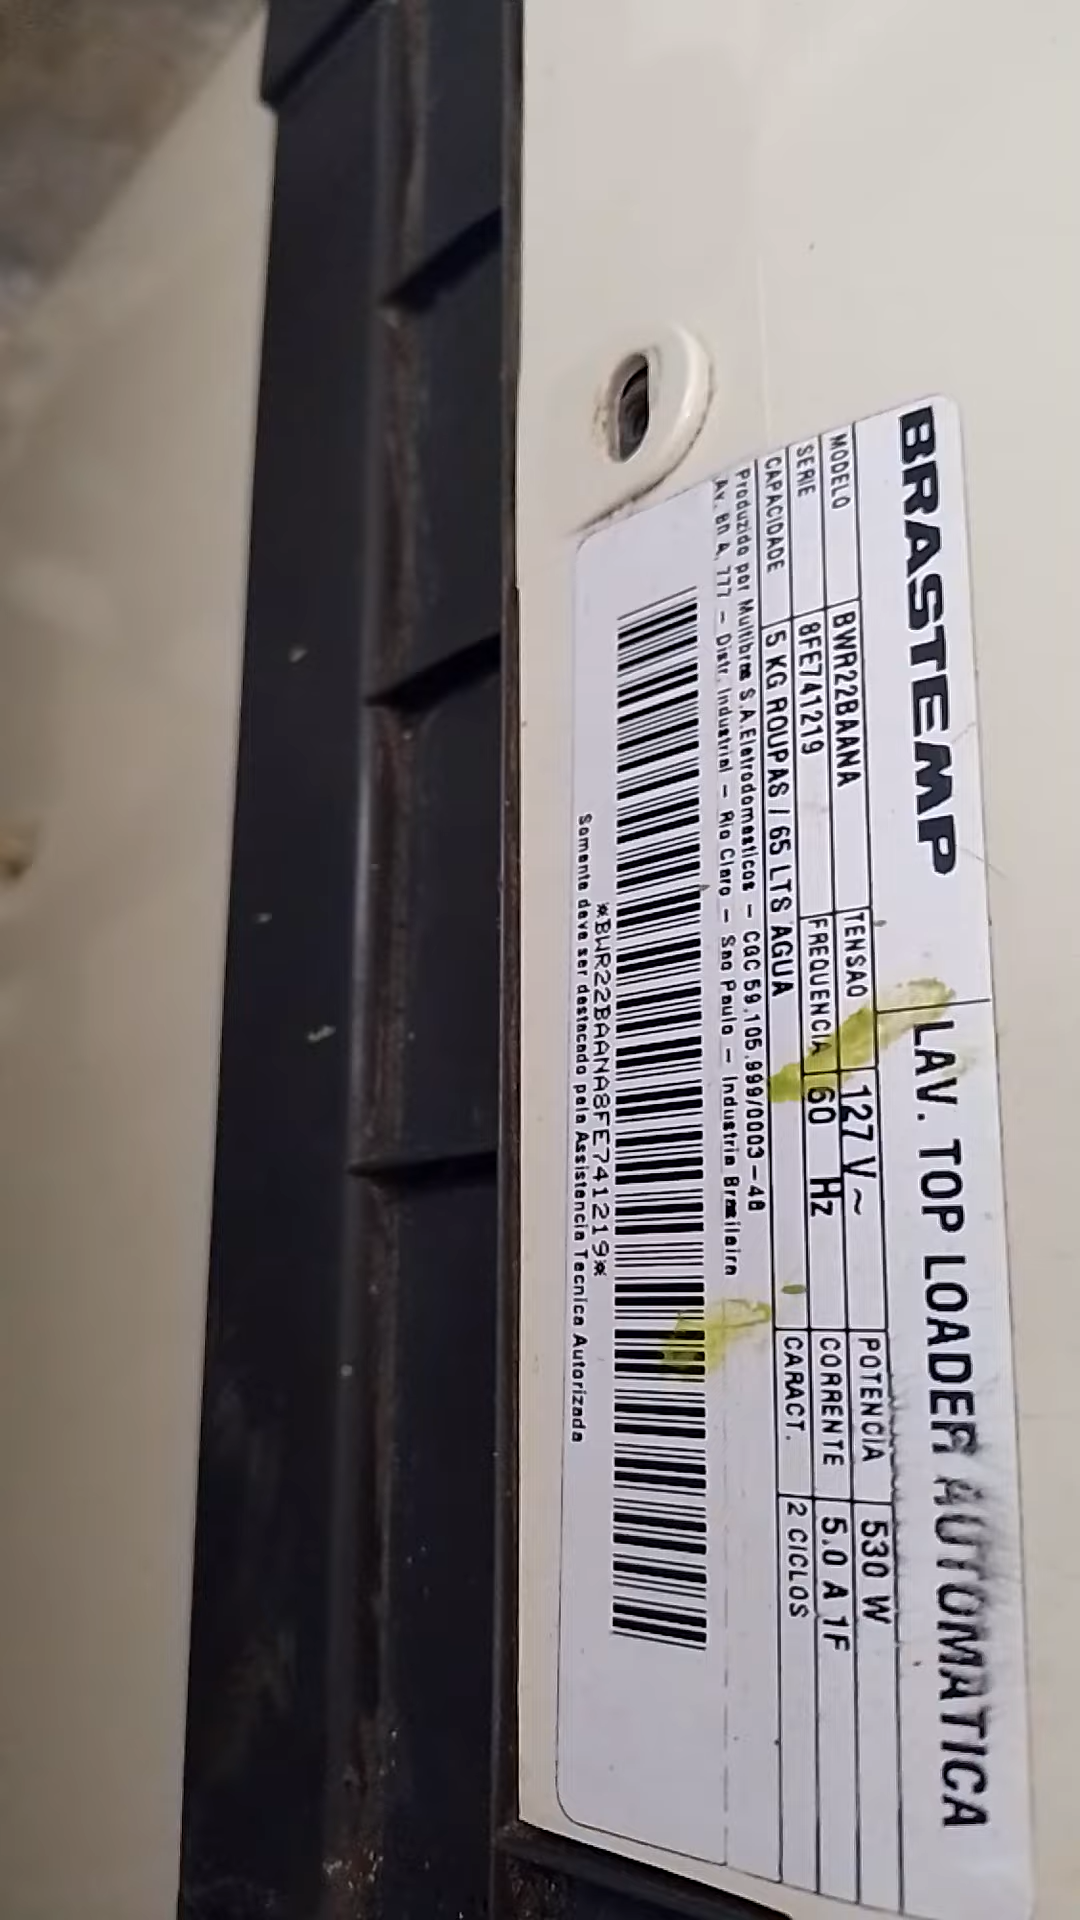 BRASTEMP LAV. TOP LOADER AUTOMATICA
MODELO BWR22BAANA TENSAO 127 V~ POTENCIA 530 W
SERIE 8FE741219 FREQUENCIA 60 Hz CORRENTE 5.0 A 1F
CAPACIDADE 5 KG ROUPAS / 65 LTS AGUA CARACT. 2 CICLOS
Produzido por Multibras S.A.Eletrodomesticos - CGC 59.105.999/0003-48
Av. 80 A, 777 - Distr. Industrial - Rio Claro - Sao Paulo - Industria Brasileira
*BWR22BAANA8FE741219*
Somente deve ser destacado pela Assistencia Tecnica Autorizada